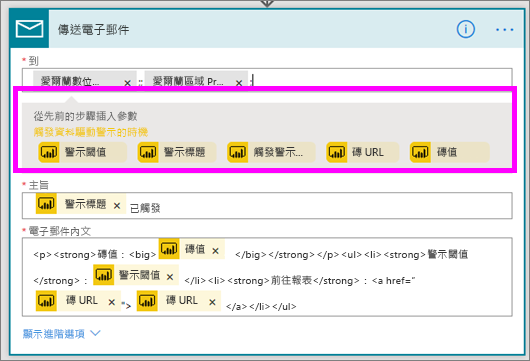 傳送電子郵件
* 到
愛爾蘭數位... × ; 愛爾蘭區域 Pr... × ;
從先前的步驟插入參數
觸發資料驅動警示的時機
警示閾值 警示標題 觸發警示... 磚 URL 磚值
* 主旨
警示標題 × 已觸發
* 電子郵件內文
<p><strong>磚值：<big> 磚值 × </big></strong></p><ul><li><strong>警示閾值
</strong>： 警示閾值 × </li><li><strong>前往報表</strong>：<a href="
磚 URL × "> 磚 URL × </a></li></ul>
顯示進階選項